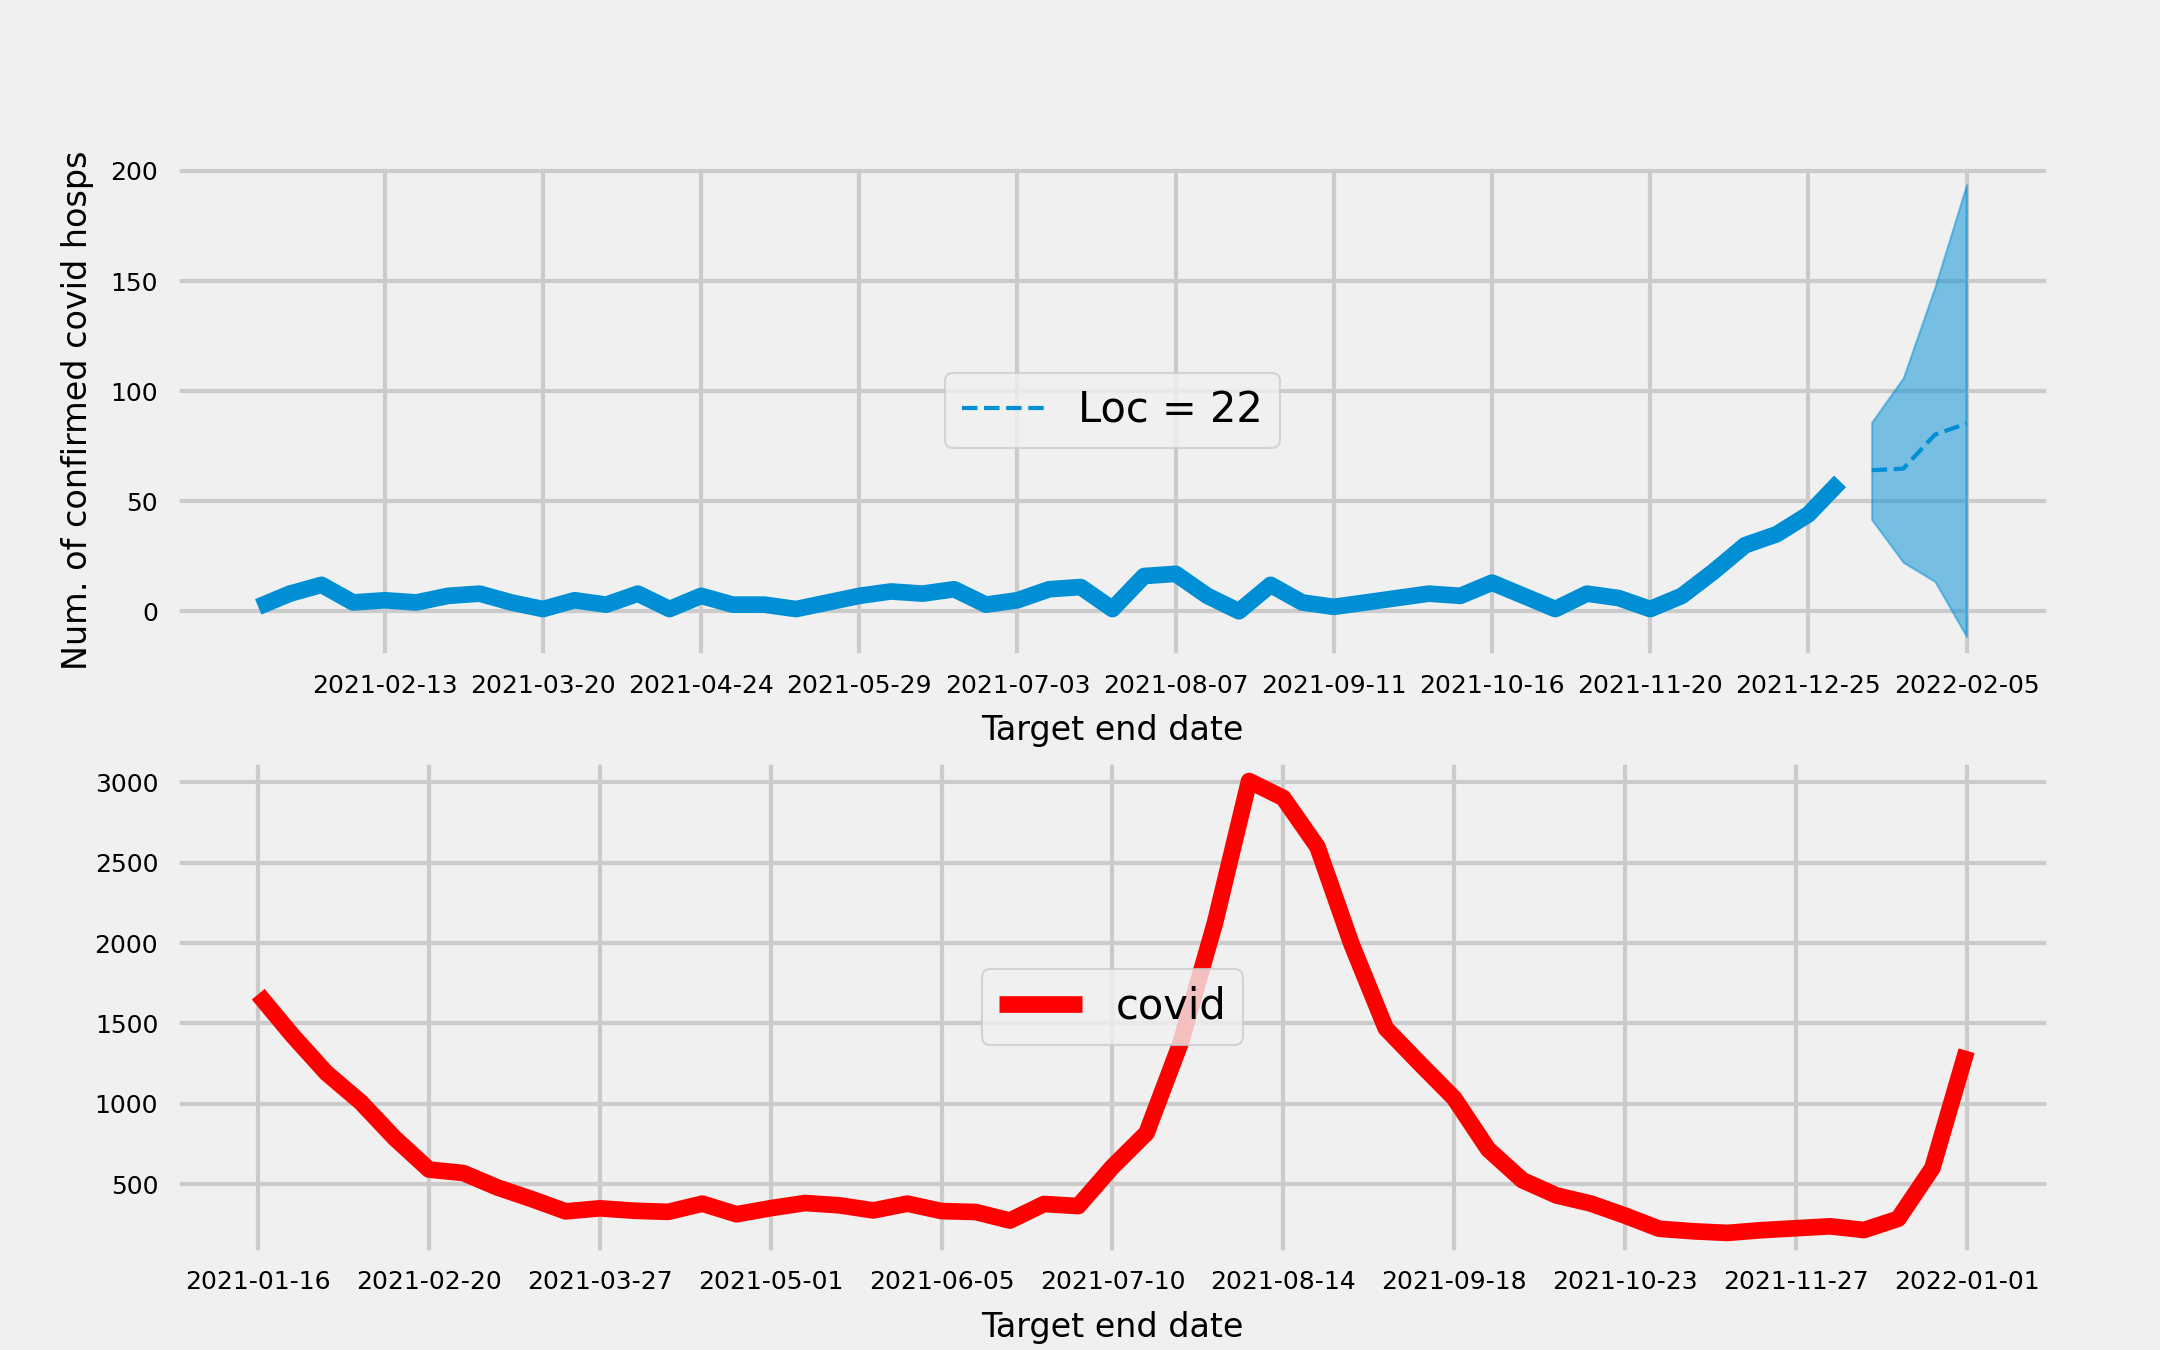 Num. of confirmed covid hosps
200
150
100
50
0
Loc = 22
2021-02-13 2021-03-20 2021-04-24 2021-05-29 2021-07-03 2021-08-07 2021-09-11 2021-10-16 2021-11-20 2021-12-25 2022-02-05
Target end date
3000
2500
2000
1500
1000
500
covid
2021-01-16 2021-02-20 2021-03-27 2021-05-01 2021-06-05 2021-07-10 2021-08-14 2021-09-18 2021-10-23 2021-11-27 2022-01-01
Target end date